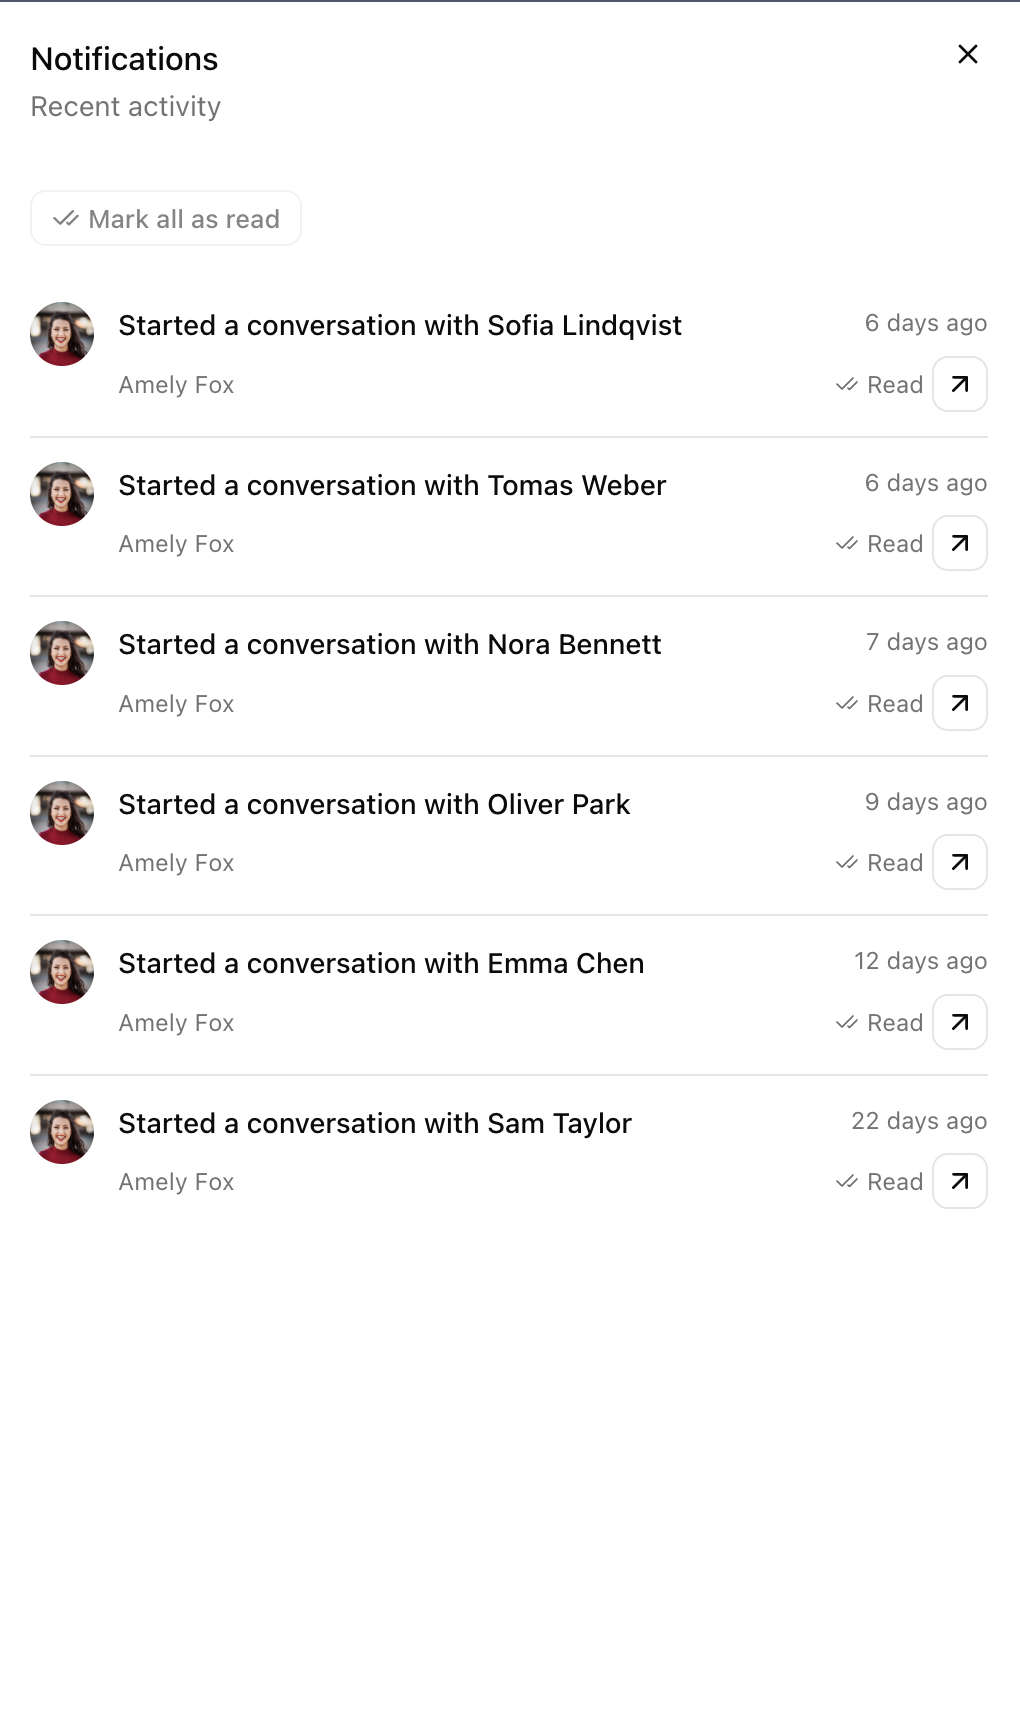 Notifications
Recent activity
Mark all as read
Started a conversation with Sofia Lindqvist
6 days ago
Amely Fox
Read
Started a conversation with Tomas Weber
6 days ago
Amely Fox
Read
Started a conversation with Nora Bennett
7 days ago
Amely Fox
Read
Started a conversation with Oliver Park
9 days ago
Amely Fox
Read
Started a conversation with Emma Chen
12 days ago
Amely Fox
Read
Started a conversation with Sam Taylor
22 days ago
Amely Fox
Read